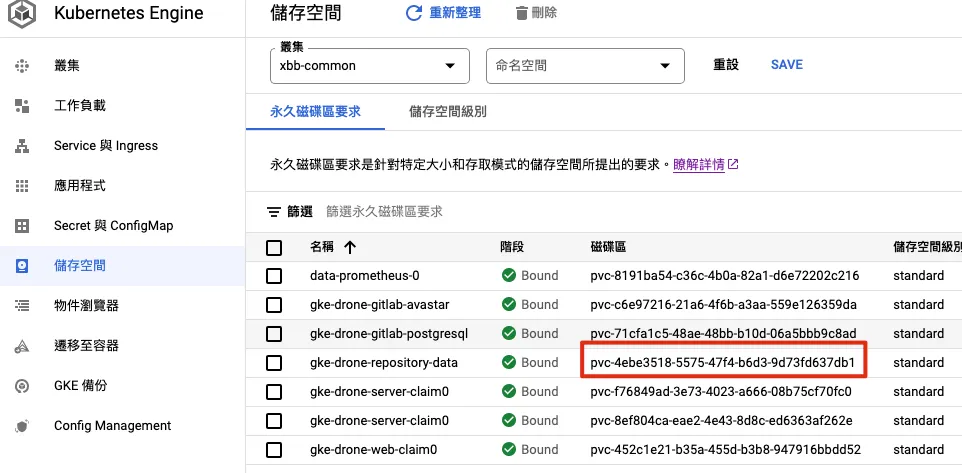 Kubernetes Engine
儲存空間
重新整理
刪除
叢集
工作負載
Service 與 Ingress
應用程式
Secret 與 ConfigMap
儲存空間
物件瀏覽器
遷移至容器
GKE 備份
Config Management
叢集
xbb-common
命名空間
重設
SAVE
永久磁碟區要求
儲存空間級別
永久磁碟區要求是針對特定大小和存取模式的儲存空間所提出的要求。瞭解詳情
篩選 篩選永久磁碟區要求
名稱 階段 磁碟區 儲存空間級別
data-prometheus-0 Bound pvc-8191ba54-c36c-4b0a-82a1-d6e72202c216 standard
gke-drone-gitlab-avastar Bound pvc-c6e97216-21a6-4f6b-a3aa-559e126359da standard
gke-drone-gitlab-postgresql Bound pvc-71cfa1c5-48ae-48bb-b10d-06a5bbb9c8ad standard
gke-drone-repository-data Bound pvc-4ebe3518-5575-47f4-b6d3-9d73fd637db1 standard
gke-drone-server-claim0 Bound pvc-f76849ad-3e73-4023-a666-08b75cf70fc0 standard
gke-drone-server-claim0 Bound pvc-8ef804ca-eae2-4e43-8d8c-ed6363af262e standard
gke-drone-web-claim0 Bound pvc-452c1e21-b35a-455d-b3b8-947916bbdd52 standard